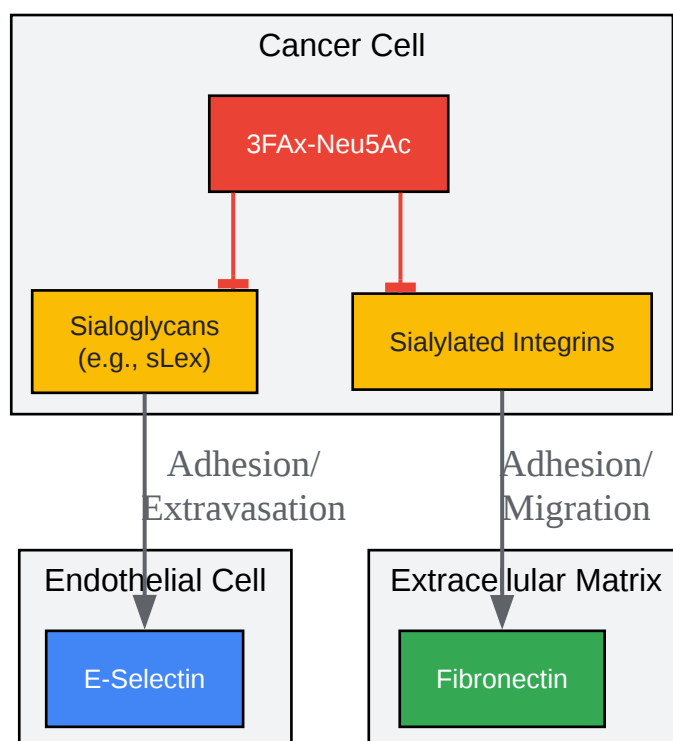 Cancer Cell
3FAx-Neu5Ac
Sialoglycans
(e.g., sLex)
Sialylated Integrins
Adhesion/
Extravasation
Adhesion/
Migration
Endothelial Cell
Extracellular Matrix
E-Selectin
Fibronectin